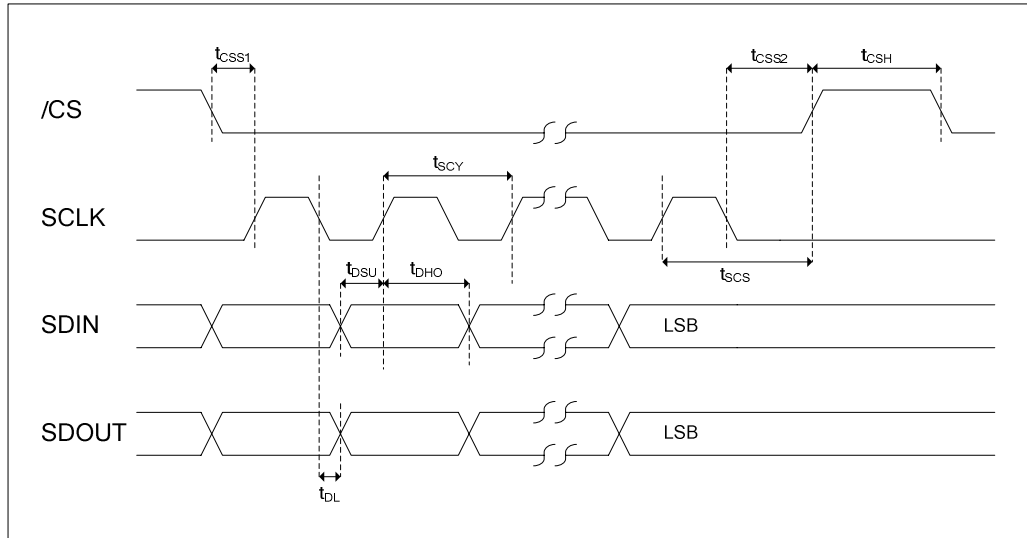 tCSS1
tCSS2
tCSH
/CS
tSCY
SCLK
tDSU
tDHO
tSCS
SDIN
LSB
SDOUT
LSB
tDL